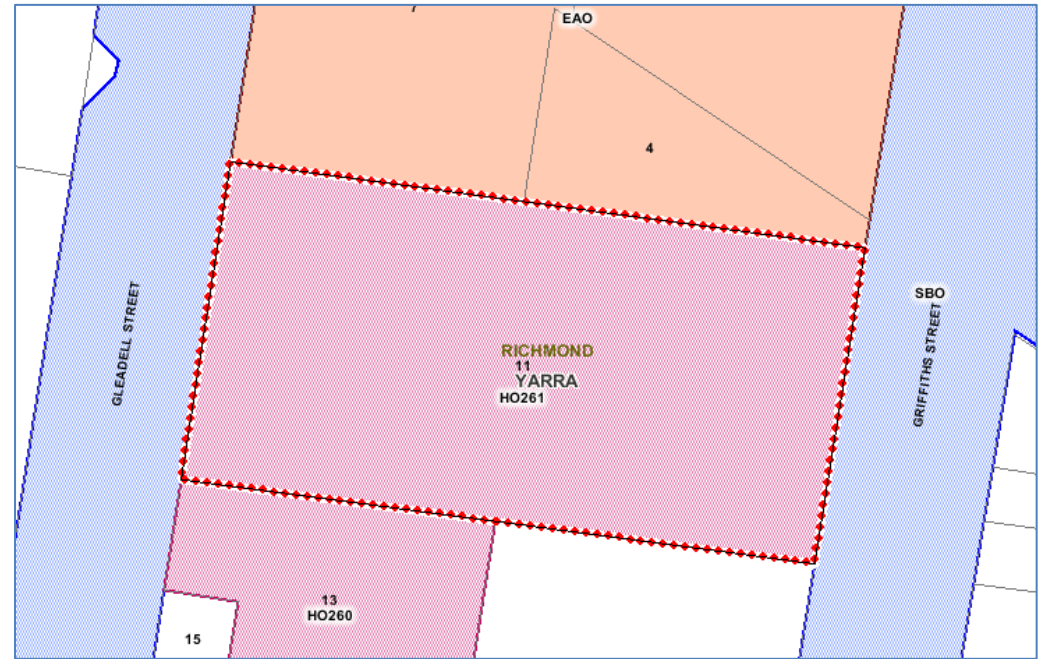 EAO
4
SBO
GLEADELL STREET
GRIFFITHS STREET
RICHMOND
11
YARRA
HO261
13
HO260
15